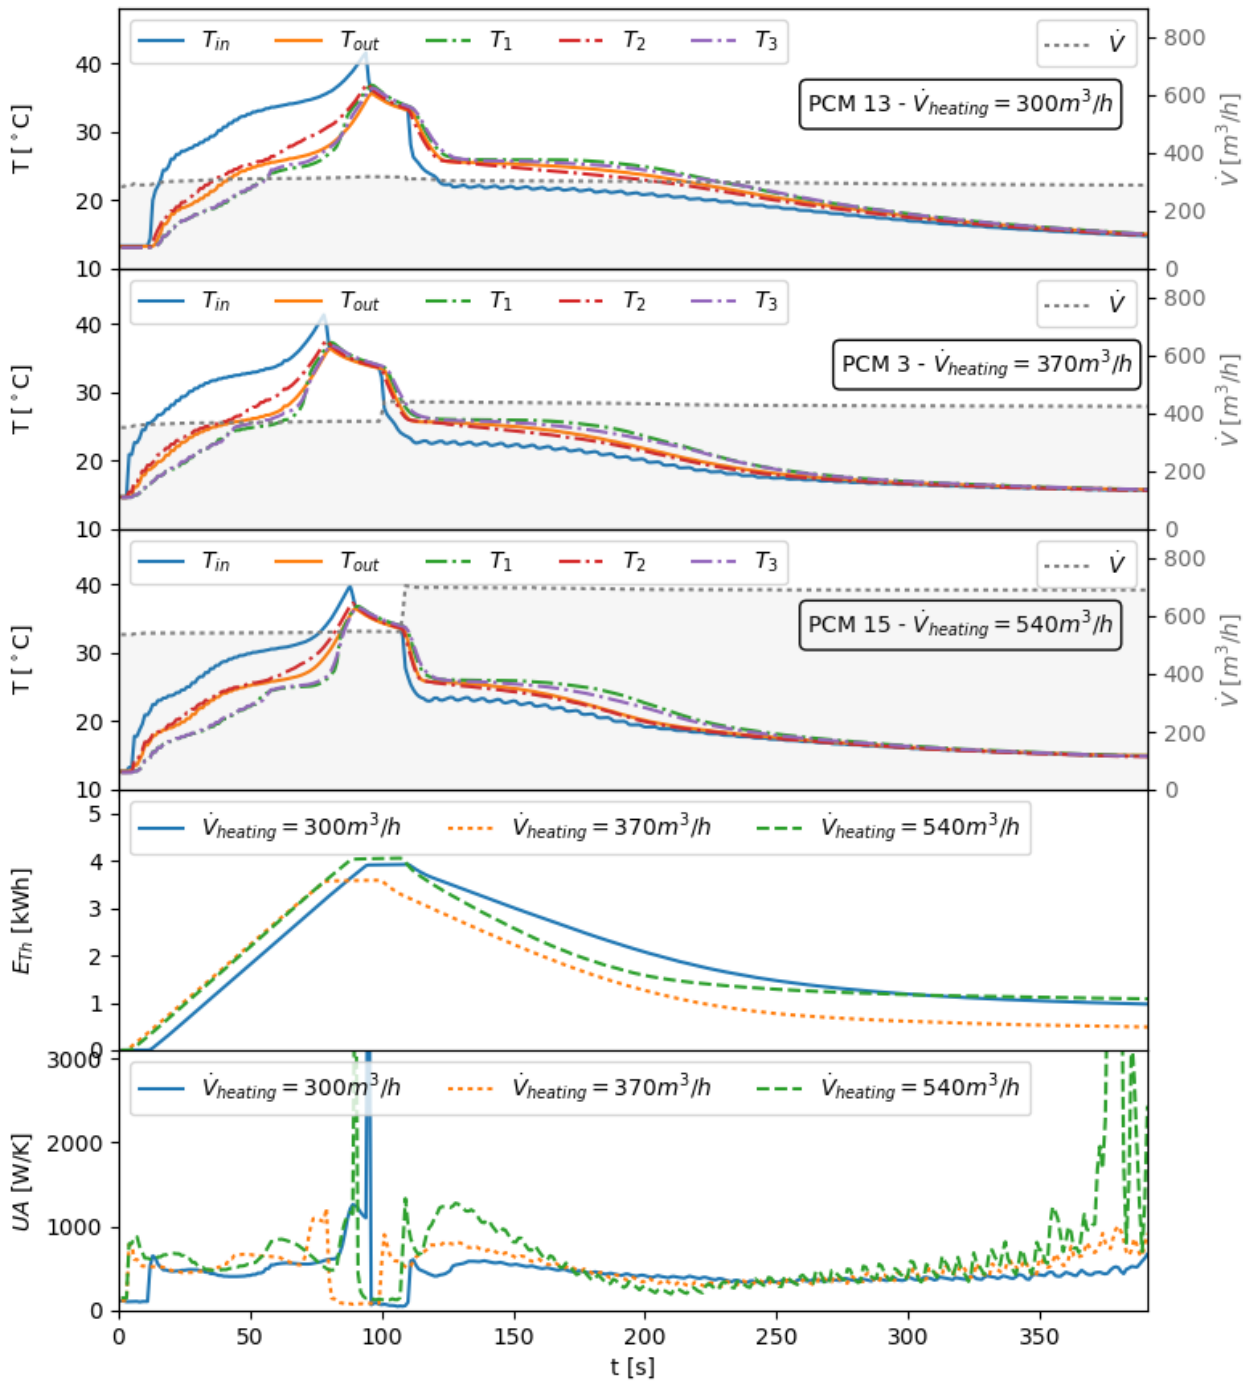 T_in T_out T_1 T_2 T_3 V̇
PCM 13 - V̇_heating = 300m³/h
T [°C]
40
30
20
10
800
600
400
200
0
V̇ [m³/h]
T_in T_out T_1 T_2 T_3 V̇
PCM 3 - V̇_heating = 370m³/h
T [°C]
40
30
20
10
800
600
400
200
0
V̇ [m³/h]
T_in T_out T_1 T_2 T_3 V̇
PCM 15 - V̇_heating = 540m³/h
T [°C]
40
30
20
10
800
600
400
200
0
V̇ [m³/h]
V̇_heating = 300m³/h V̇_heating = 370m³/h V̇_heating = 540m³/h
E_Th [kWh]
5
4
3
2
1
0
V̇_heating = 300m³/h V̇_heating = 370m³/h V̇_heating = 540m³/h
UA [W/K]
3000
2000
1000
0
0 50 100 150 200 250 300 350
t [s]